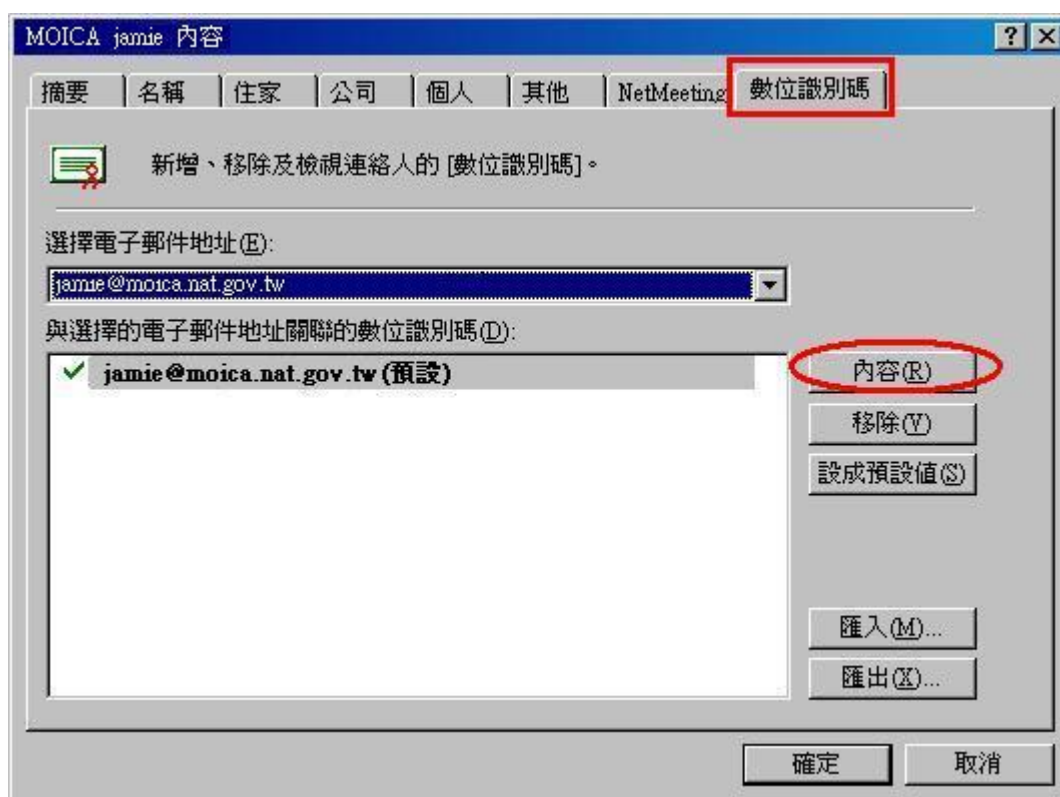 MOICA jamie 內容
摘要 名稱 住家 公司 個人 其他 NetMeeting 數位識別碼
新增、移除及檢視連絡人的 [數位識別碼]。
選擇電子郵件地址(E):
jamie@moica.nat.gov.tw
與選擇的電子郵件地址關聯的數位識別碼(D):
jamie@moica.nat.gov.tw (預設)
內容(R)
移除(V)
設成預設值(S)
匯入(M)...
匯出(X)...
確定 取消